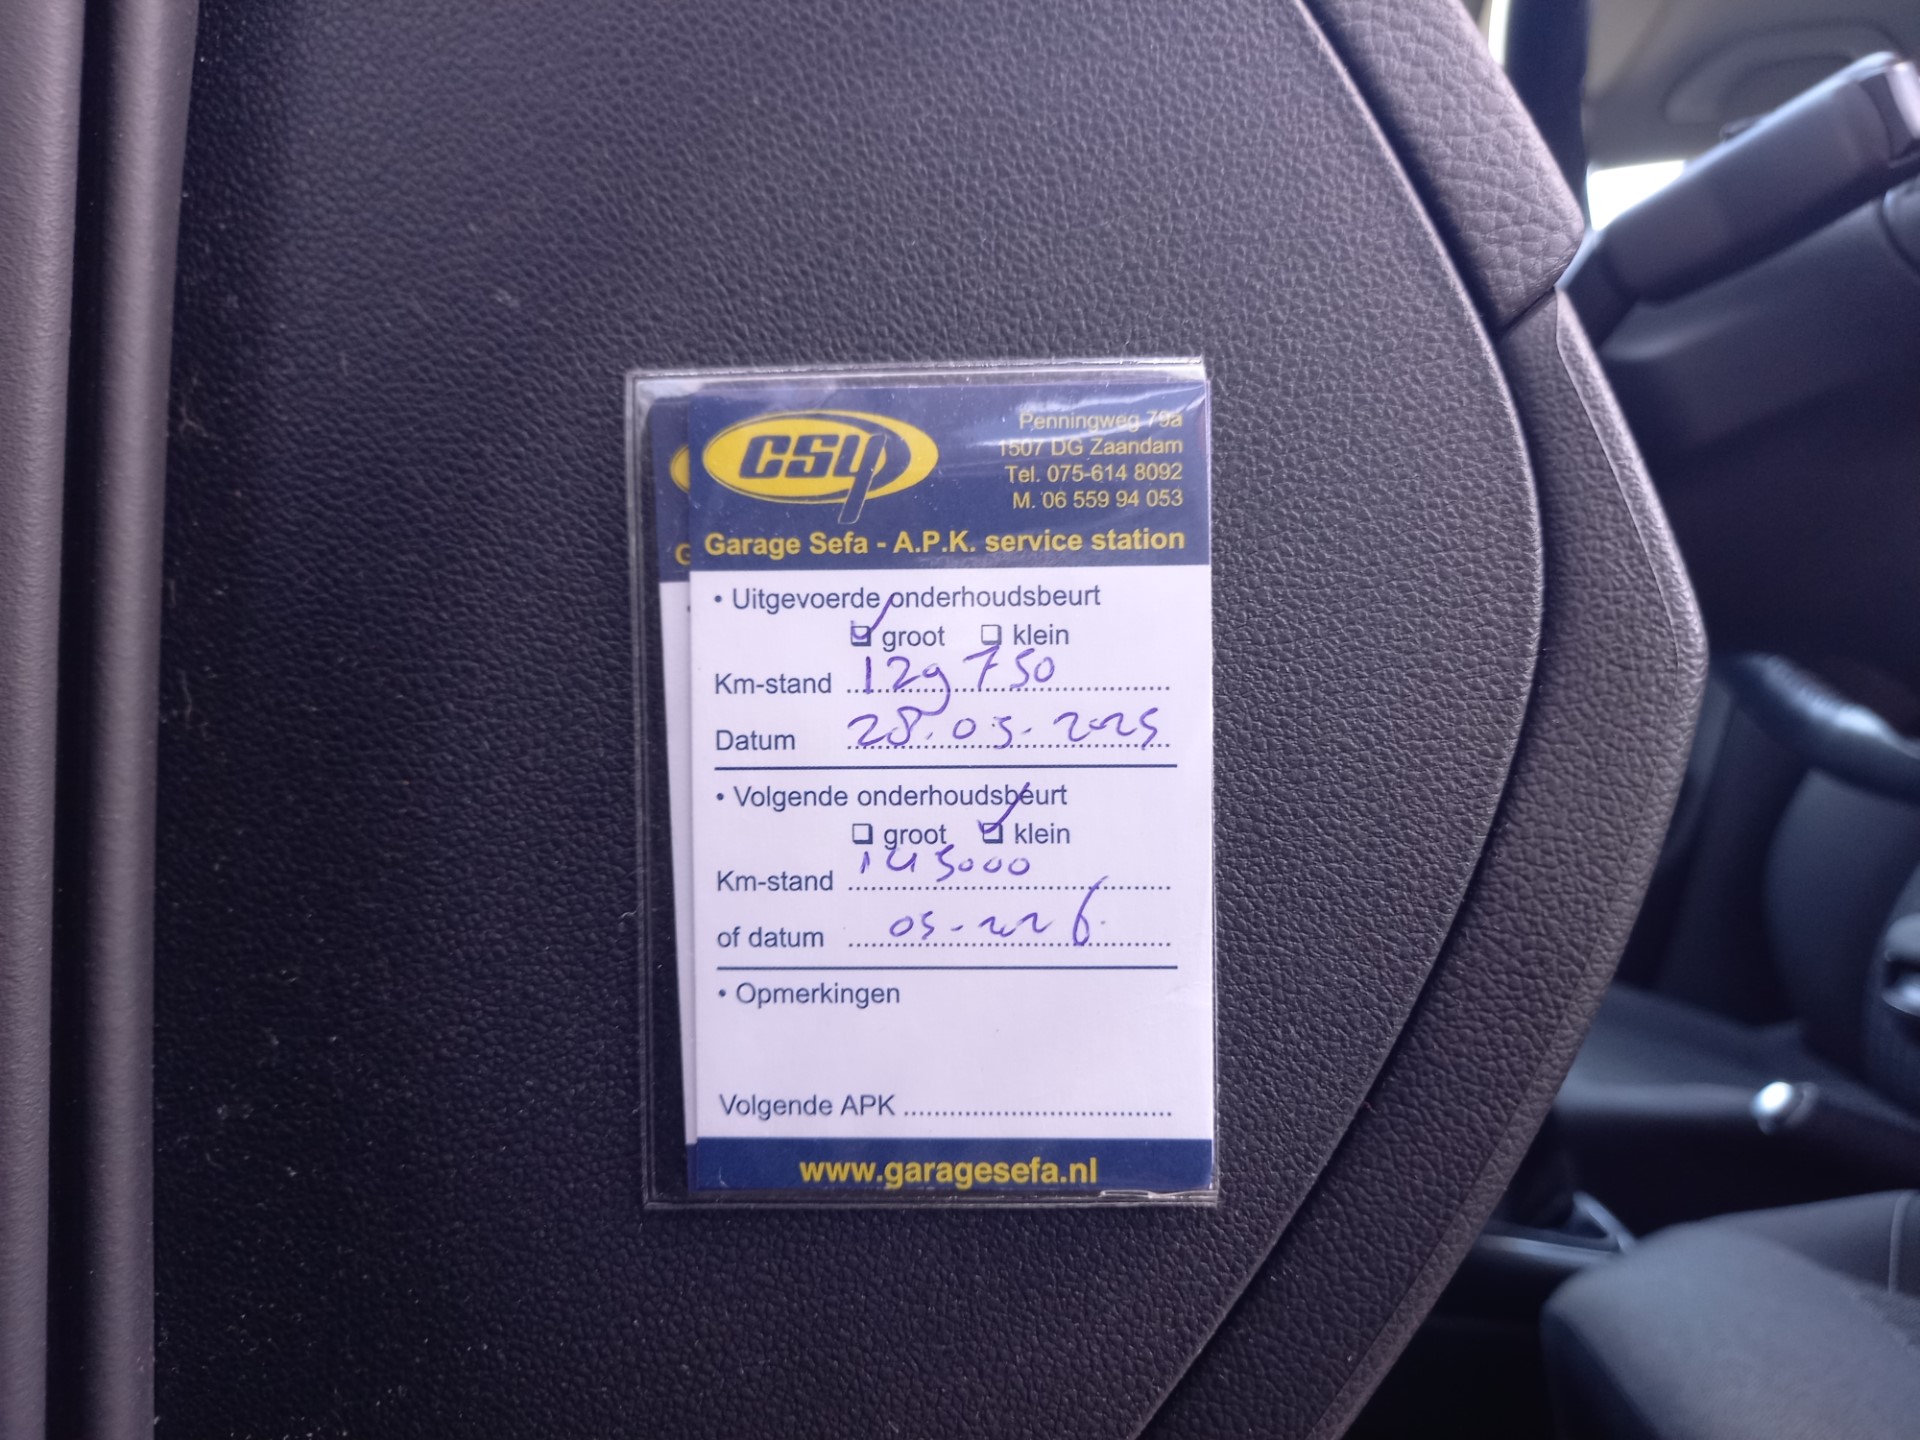 CSY
Penningweg 79a
1507 DG Zaandam
Tel. 075-614 8092
M. 06 559 94 053
Garage Sefa - A.P.K. service station
• Uitgevoerde onderhoudsbeurt
groot klein
Km-stand 129750
Datum 28.05.2025
• Volgende onderhoudsbeurt
groot klein
Km-stand 145000
of datum 05-2026.
• Opmerkingen
Volgende APK
www.garagesefa.nl